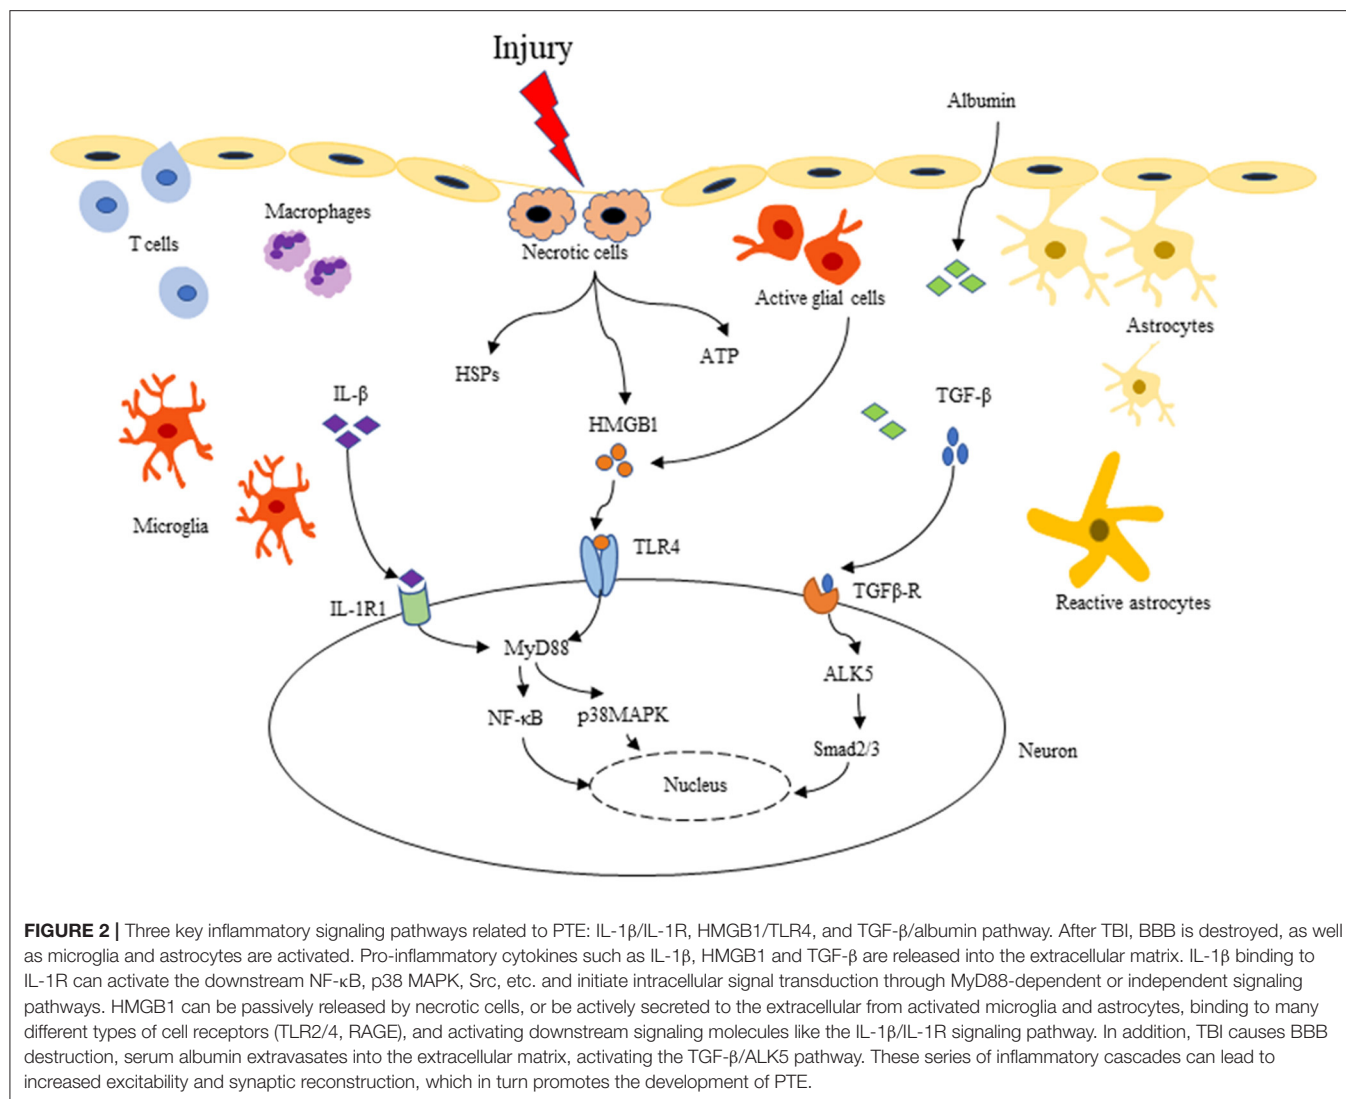 Injury
Albumin
Macrophages
T cells
Necrotic cells
Active glial cells
Astrocytes
HSPs
ATP
IL-β
TGF-β
HMGB1
Microglia
TLR4
IL-1R1
TGFβ-R
Reactive astrocytes
MyD88
ALK5
NF-κB
p38MAPK
Smad2/3
Neuron
Nucleus
FIGURE 2 | Three key inflammatory signaling pathways related to PTE: IL-1β/IL-1R, HMGB1/TLR4, and TGF-β/albumin pathway. After TBI, BBB is destroyed, as well
as microglia and astrocytes are activated. Pro-inflammatory cytokines such as IL-1β, HMGB1 and TGF-β are released into the extracellular matrix. IL-1β binding to
IL-1R can activate the downstream NF-κB, p38 MAPK, Src, etc. and initiate intracellular signal transduction through MyD88-dependent or independent signaling
pathways. HMGB1 can be passively released by necrotic cells, or be actively secreted to the extracellular from activated microglia and astrocytes, binding to many
different types of cell receptors (TLR2/4, RAGE), and activating downstream signaling molecules like the IL-1β/IL-1R signaling pathway. In addition, TBI causes BBB
destruction, serum albumin extravasates into the extracellular matrix, activating the TGF-β/ALK5 pathway. These series of inflammatory cascades can lead to
increased excitability and synaptic reconstruction, which in turn promotes the development of PTE.